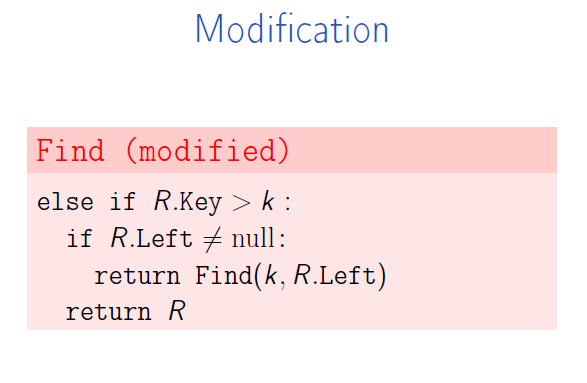 Modification
Find (modified)
else if R.Key > k :
if R.Left ≠ null:
return Find(k, R.Left)
return R